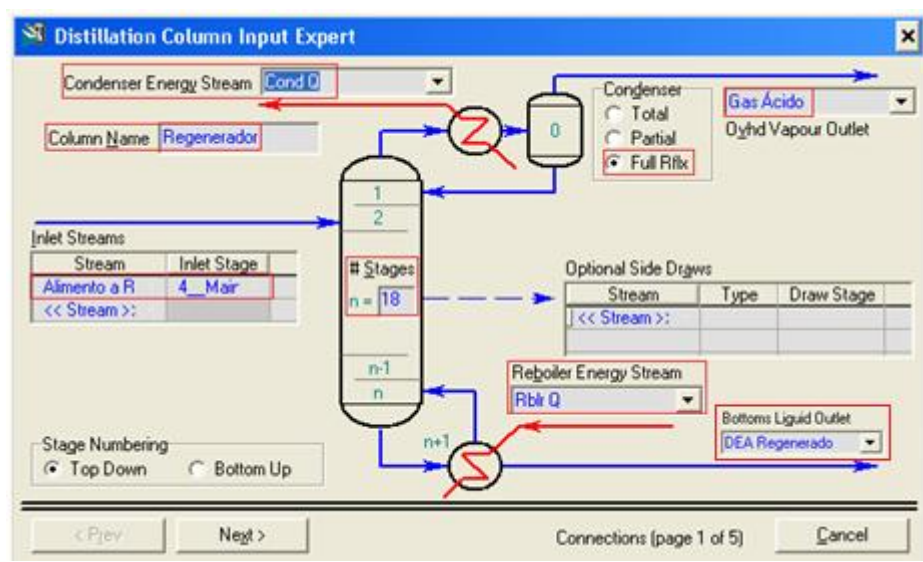 Distillation Column Input Expert
Condenser Energy Stream Cond Q
Column Name Regenerador
0
Condenser
Total
Partial
Full Rflx
Gas Ácido
Ovhd Vapour Outlet
1
2
Inlet Streams
Stream Inlet Stage
Alimento a R 4__Mair
<< Stream >>
# Stages
n = 18
Optional Side Draws
Stream Type Draw Stage
<< Stream >>
n-1
n
Reboiler Energy Stream
Rblr Q
Bottoms Liquid Outlet
DEA Regenerado
n+1
Stage Numbering
Top Down Bottom Up
< Prev Next > Connections (page 1 of 5) Cancel